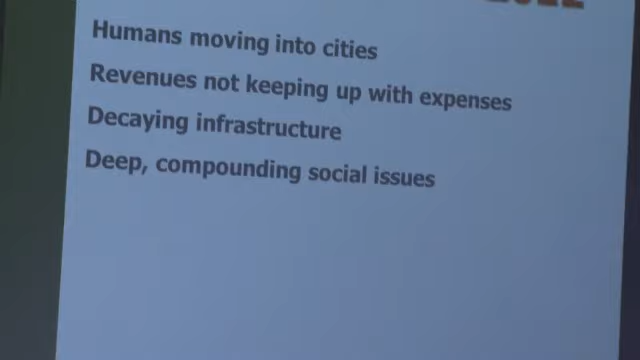 Humans moving into cities
Revenues not keeping up with expenses
Decaying infrastructure
Deep, compounding social issues